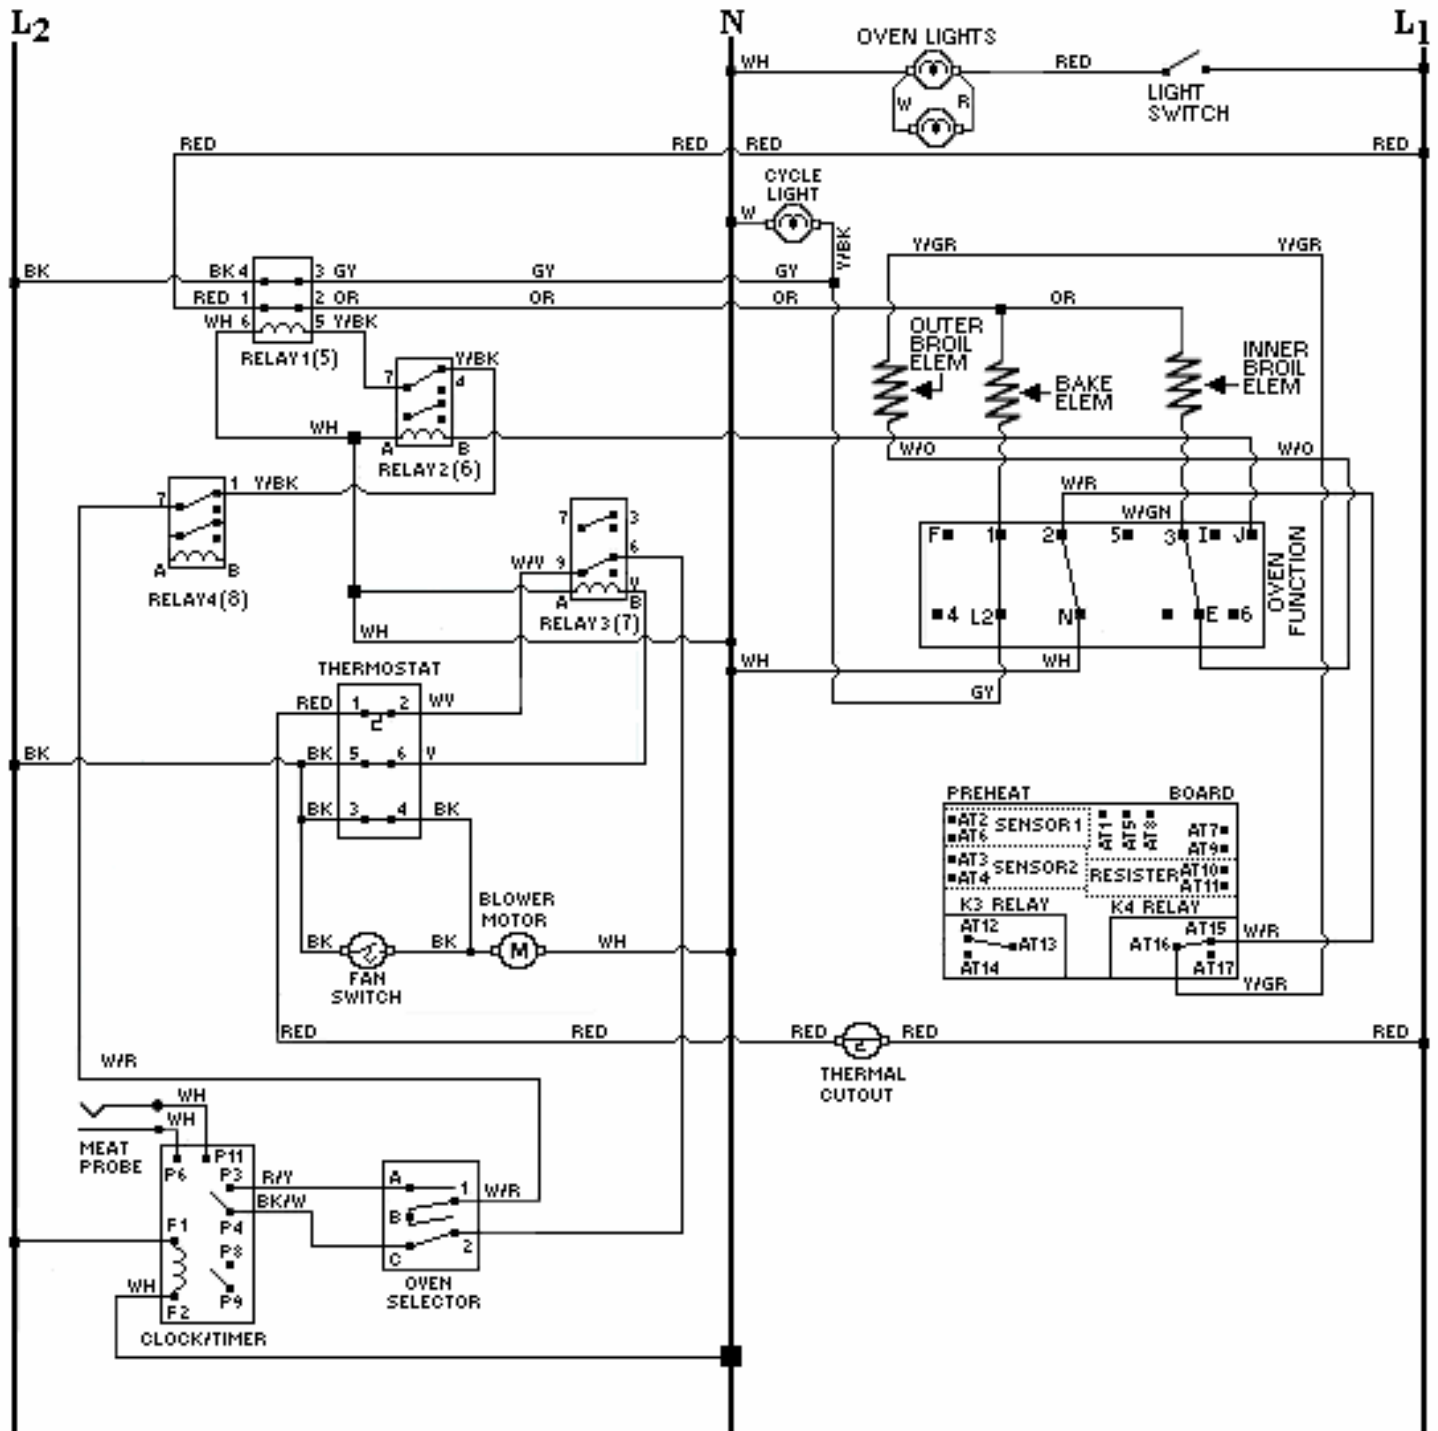 L2 N L1
OVEN LIGHTS
WH RED
LIGHT
SWITCH
W R
RED RED RED RED
CYCLE
LIGHT
W
Y/BK
Y/GR Y/GR
BK BK 4 3 GY GY GY
RED 1 2 OR OR OR OR
WH 6 5 Y/BK
RELAY1(5)
OUTER
BROIL
ELEM
BAKE
ELEM
INNER
BROIL
ELEM
Y/BK
7 4
WH
A B
RELAY2(6)
W/O W/O
7 1 Y/BK
A B
RELAY4(8)
7 3
W/V 9 6
V
A B
RELAY3(7)
W/R
W/GN
F 1 2 5 3 I J
4 L2 N E 6
OVEN
FUNCTION
WH
WH WH
GY
THERMOSTAT
RED 1 2 WV
BK BK 5 6 V
BK 3 4 BK
BLOWER
MOTOR
BK BK M WH
FAN
SWITCH
PREHEAT BOARD
AT2 SENSOR1 AT1 AT5 AT8 AT7
AT6 AT9
AT3 SENSOR2 RESISTER AT10
AT4 AT11
K3 RELAY K4 RELAY
AT12 AT13 AT14
AT15 AT16 AT17
W/R
Y/GR
RED RED RED RED RED
THERMAL
CUTOUT
W/R
WH
WH
MEAT
PROBE
P6 P11
P3 R/Y A 1 W/R
BK/W
F1 P4 B
P8 C 2
WH
F2 P9
OVEN
SELECTOR
CLOCK/TIMER